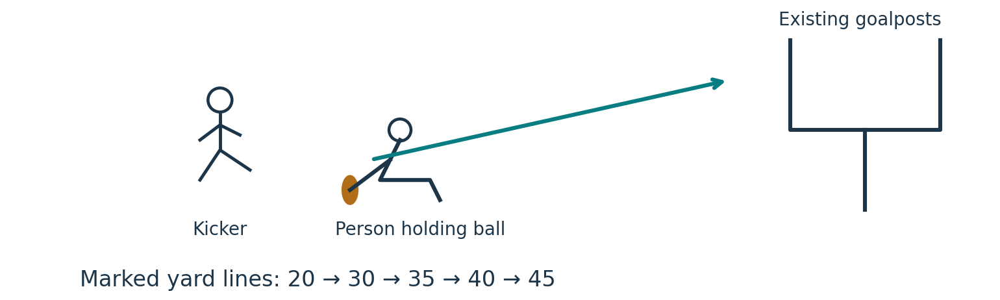 Existing goalposts
Kicker
Person holding ball
Marked yard lines: 20 → 30 → 35 → 40 → 45